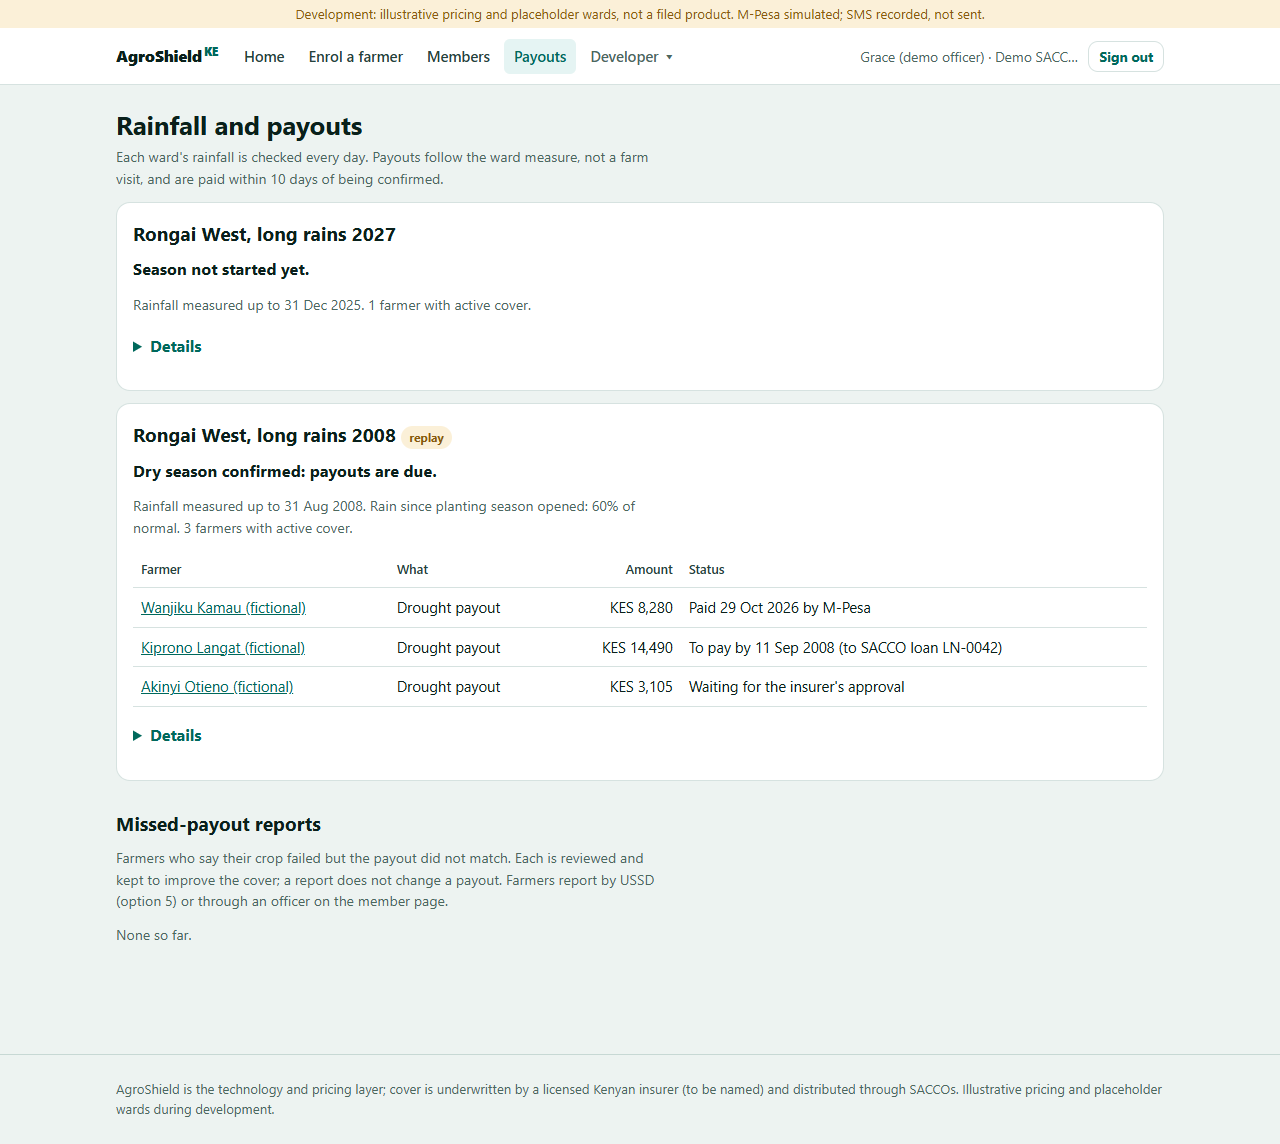 Development: illustrative pricing and placeholder wards, not a filed product. M-Pesa simulated; SMS recorded, not sent.
AgroShield KE Home Enrol a farmer Members Payouts Developer Grace (demo officer) · Demo SACC... Sign out
Rainfall and payouts
Each ward's rainfall is checked every day. Payouts follow the ward measure, not a farm
visit, and are paid within 10 days of being confirmed.
Rongai West, long rains 2027
Season not started yet.
Rainfall measured up to 31 Dec 2025. 1 farmer with active cover.
Details
Rongai West, long rains 2008 replay
Dry season confirmed: payouts are due.
Rainfall measured up to 31 Aug 2008. Rain since planting season opened: 60% of
normal. 3 farmers with active cover.
Farmer What Amount Status
Wanjiku Kamau (fictional) Drought payout KES 8,280 Paid 29 Oct 2026 by M-Pesa
Kiprono Langat (fictional) Drought payout KES 14,490 To pay by 11 Sep 2008 (to SACCO loan LN-0042)
Akinyi Otieno (fictional) Drought payout KES 3,105 Waiting for the insurer's approval
Details
Missed-payout reports
Farmers who say their crop failed but the payout did not match. Each is reviewed and
kept to improve the cover; a report does not change a payout. Farmers report by USSD
(option 5) or through an officer on the member page.
None so far.
AgroShield is the technology and pricing layer; cover is underwritten by a licensed Kenyan insurer (to be named) and distributed through SACCOs. Illustrative pricing and placeholder
wards during development.